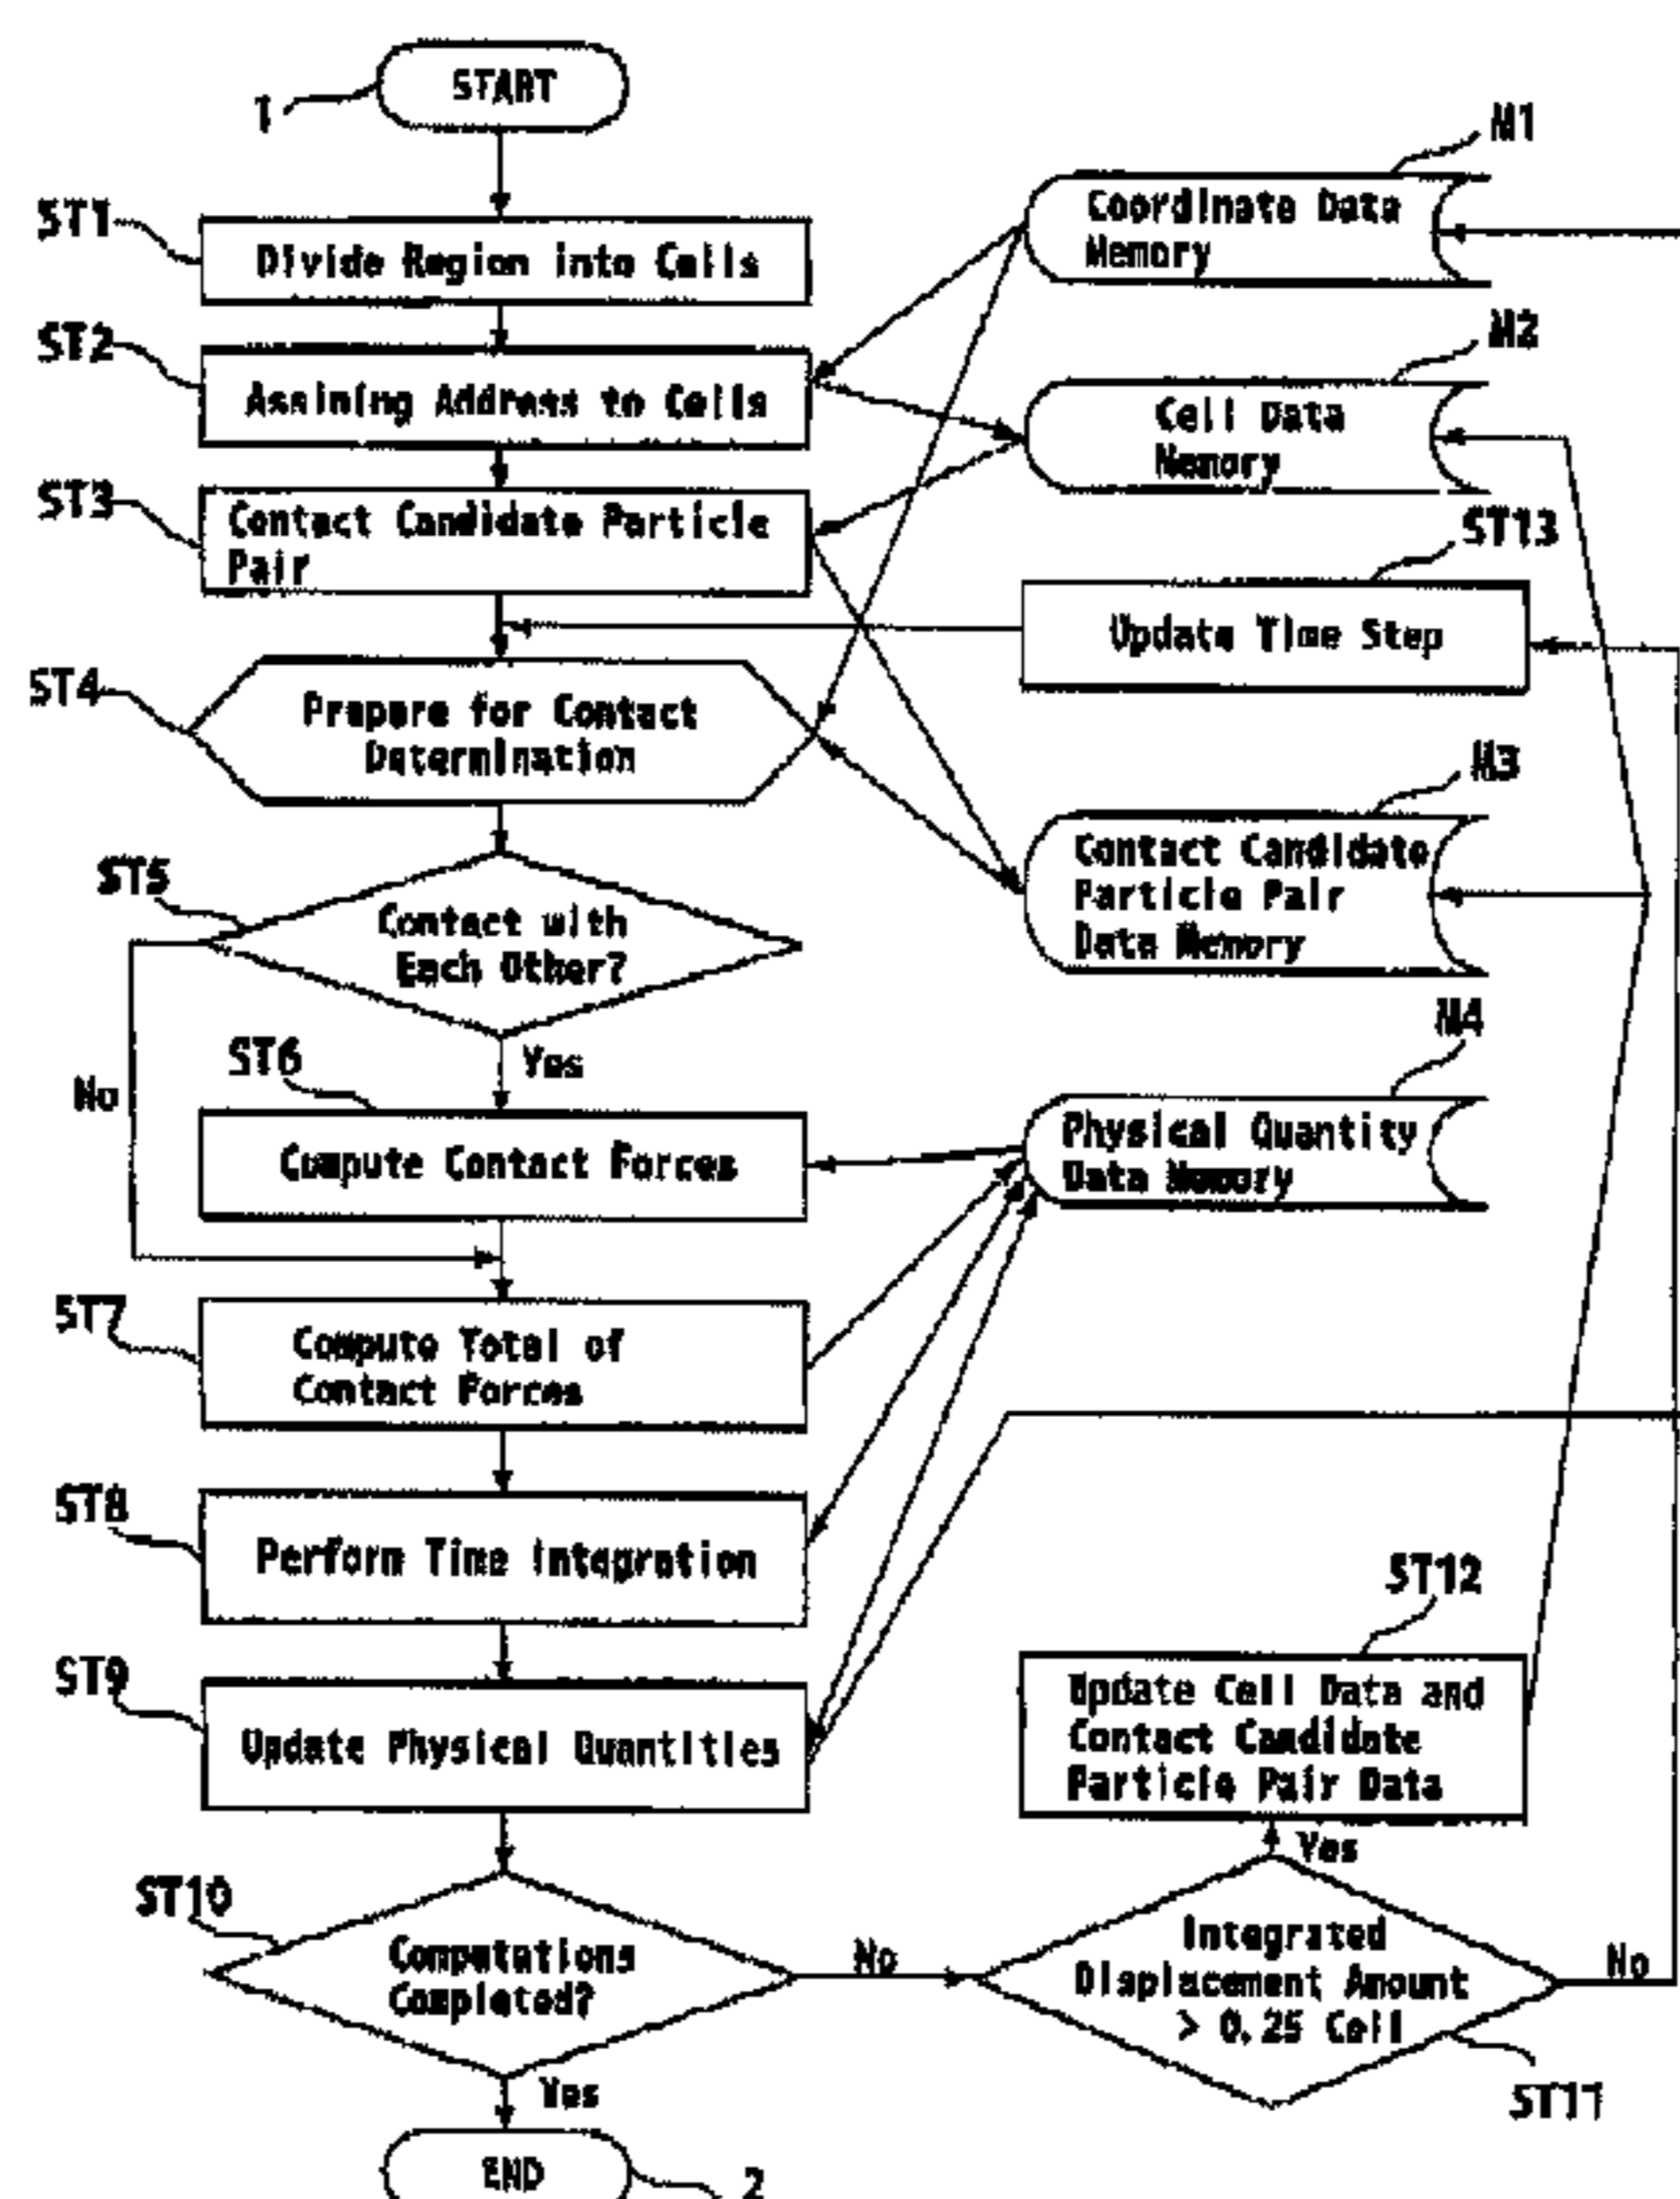 START
1
M1
ST1
Coordinate Data
Memory
Divide Region into Cells
ST2
M2
Assining Address to Cells
Cell Data
Memory
ST3
Contact Candidate Particle
Pair
ST13
Update Time Step
ST4
Prepare for Contact
Determination
M3
Contact Candidate
Particle Pair
Data Memory
ST5
Contact with
Each Other?
M4
ST6
Yes
No
Compute Contact Forces
Physical Quantity
Data Memory
ST7
Compute Total of
Contact Forces
ST8
Perform Time Integration
ST12
ST9
Update Physical Quantities
Update Cell Data and
Contact Candidate
Particle Pair Data
Yes
ST10
Computations
Completed?
No
Integrated
Displacement Amount
> 0.25 Cell
No
ST11
Yes
END
2